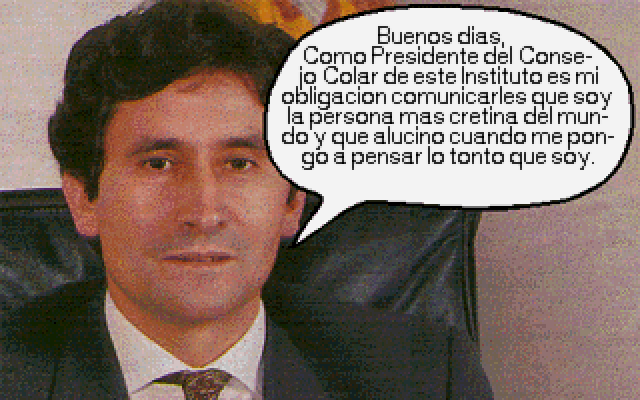 Buenos dias,
Como Presidente del Conse-
jo Colar de este Instituto es mi
obligacion comunicarles que soy
la persona mas cretina del mun-
do y que alucino cuando me pon-
go a pensar lo tonto que soy.